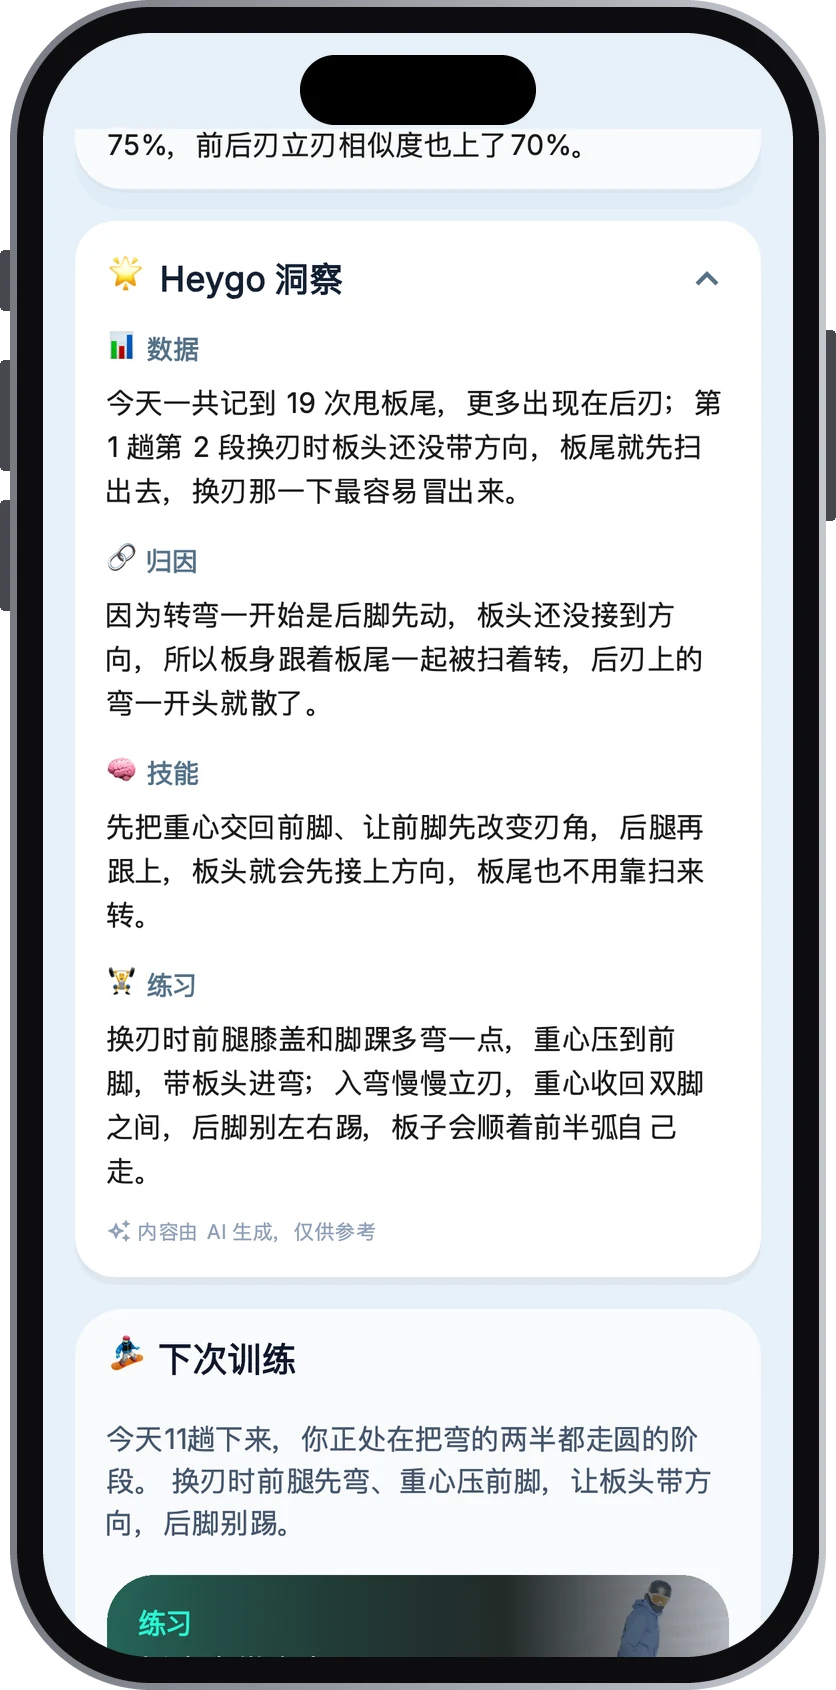 75%，前后刃立刃相似度也上了70%。
Heygo 洞察
数据
今天一共记到 19 次甩板尾，更多出现在后刃；第
1 趟第 2 段换刃时板头还没带方向，板尾就先扫
出去，换刃那一下最容易冒出来。
归因
因为转弯一开始是后脚先动，板头还没接到方
向，所以板身跟着板尾一起被扫着转，后刃上的
弯一开头就散了。
技能
先把重心交回前脚、让前脚先改变刃角，后腿再
跟上，板头就会先接上方向，板尾也不用靠扫来
转。
练习
换刃时前腿膝盖和脚踝多弯一点，重心压到前
脚，带板头进弯；入弯慢慢立刃，重心收回双脚
之间，后脚别左右踢，板子会顺着前半弧自己
走。
内容由 AI 生成，仅供参考
下次训练
今天11趟下来，你正处在把弯的两半都走圆的阶
段。 换刃时前腿先弯、重心压前脚，让板头带方
向，后脚别踢。
练习